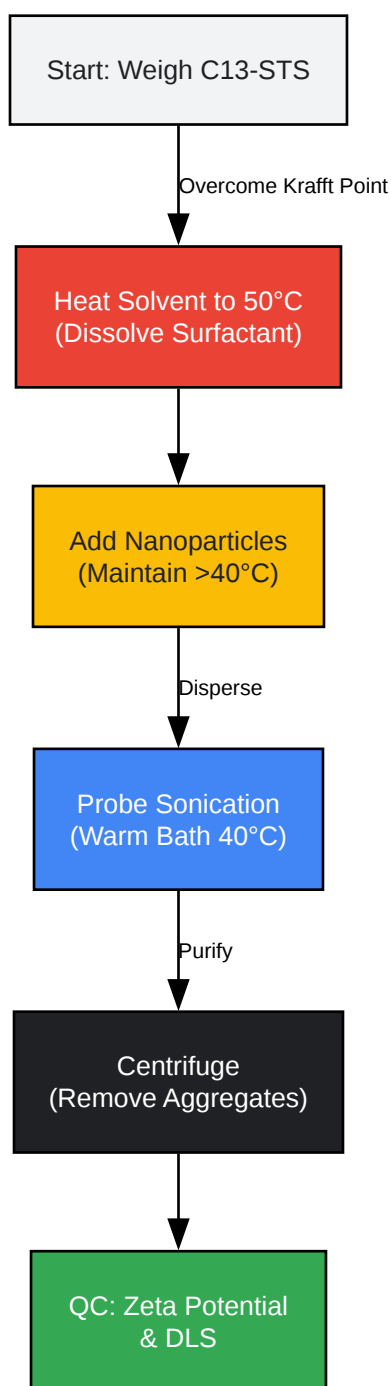 Start: Weigh C13-STS
Overcome Krafft Point
Heat Solvent to 50°C
(Dissolve Surfactant)
Add Nanoparticles
(Maintain >40°C)
Disperse
Probe Sonication
(Warm Bath 40°C)
Purify
Centrifuge
(Remove Aggregates)
QC: Zeta Potential
& DLS